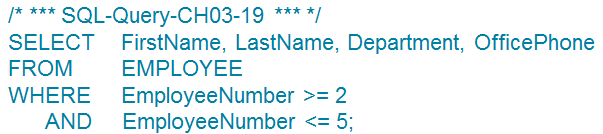 /* *** SQL-Query-CH03-19 *** */
SELECT FirstName, LastName, Department, OfficePhone
FROM EMPLOYEE
WHERE EmployeeNumber >= 2
AND EmployeeNumber <= 5;